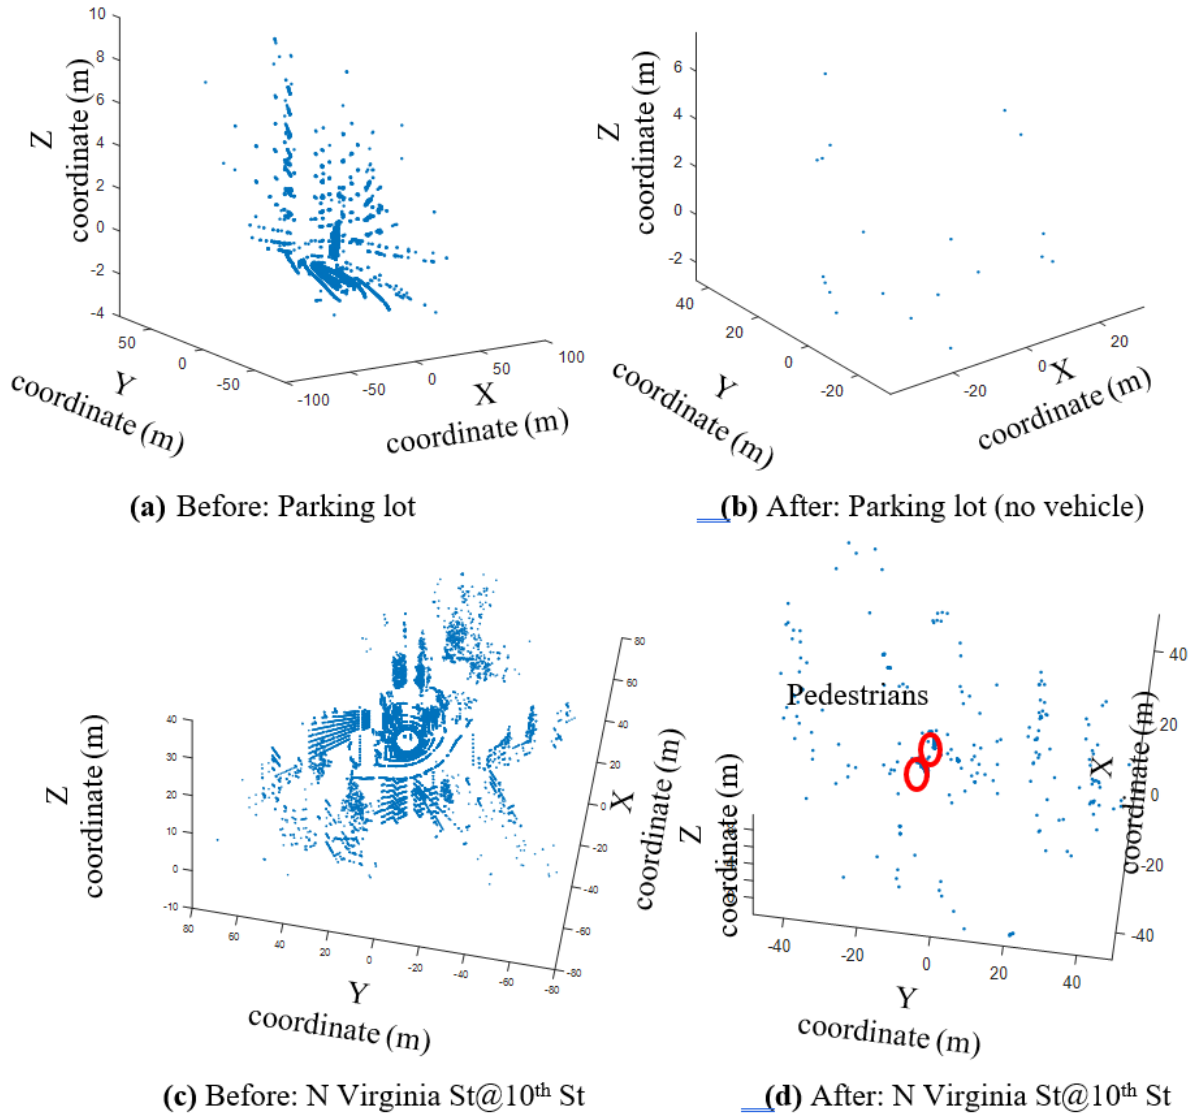 10
8
6
4
2
0
-2
-4
Z
coordinate (m)
50
0
-50
Y
coordinate (m)
-100
-50
0
50
100
X
coordinate (m)
(a) Before: Parking lot
6
4
2
0
-2
Z
coordinate (m)
40
20
0
-20
Y
coordinate (m)
-20
0
20
X
coordinate (m)
(b) After: Parking lot (no vehicle)
40
30
20
10
0
-10
Z
coordinate (m)
80
60
40
20
0
-20
-40
-60
-80
Y
coordinate (m)
80
60
40
20
0
-20
-40
-60
-80
X
coordinate (m)
(c) Before: N Virginia St@10th St
Pedestrians
Z
coordinate (m)
-40
-20
0
20
40
Y
coordinate (m)
40
20
0
-20
-40
X
coordinate (m)
(d) After: N Virginia St@10th St